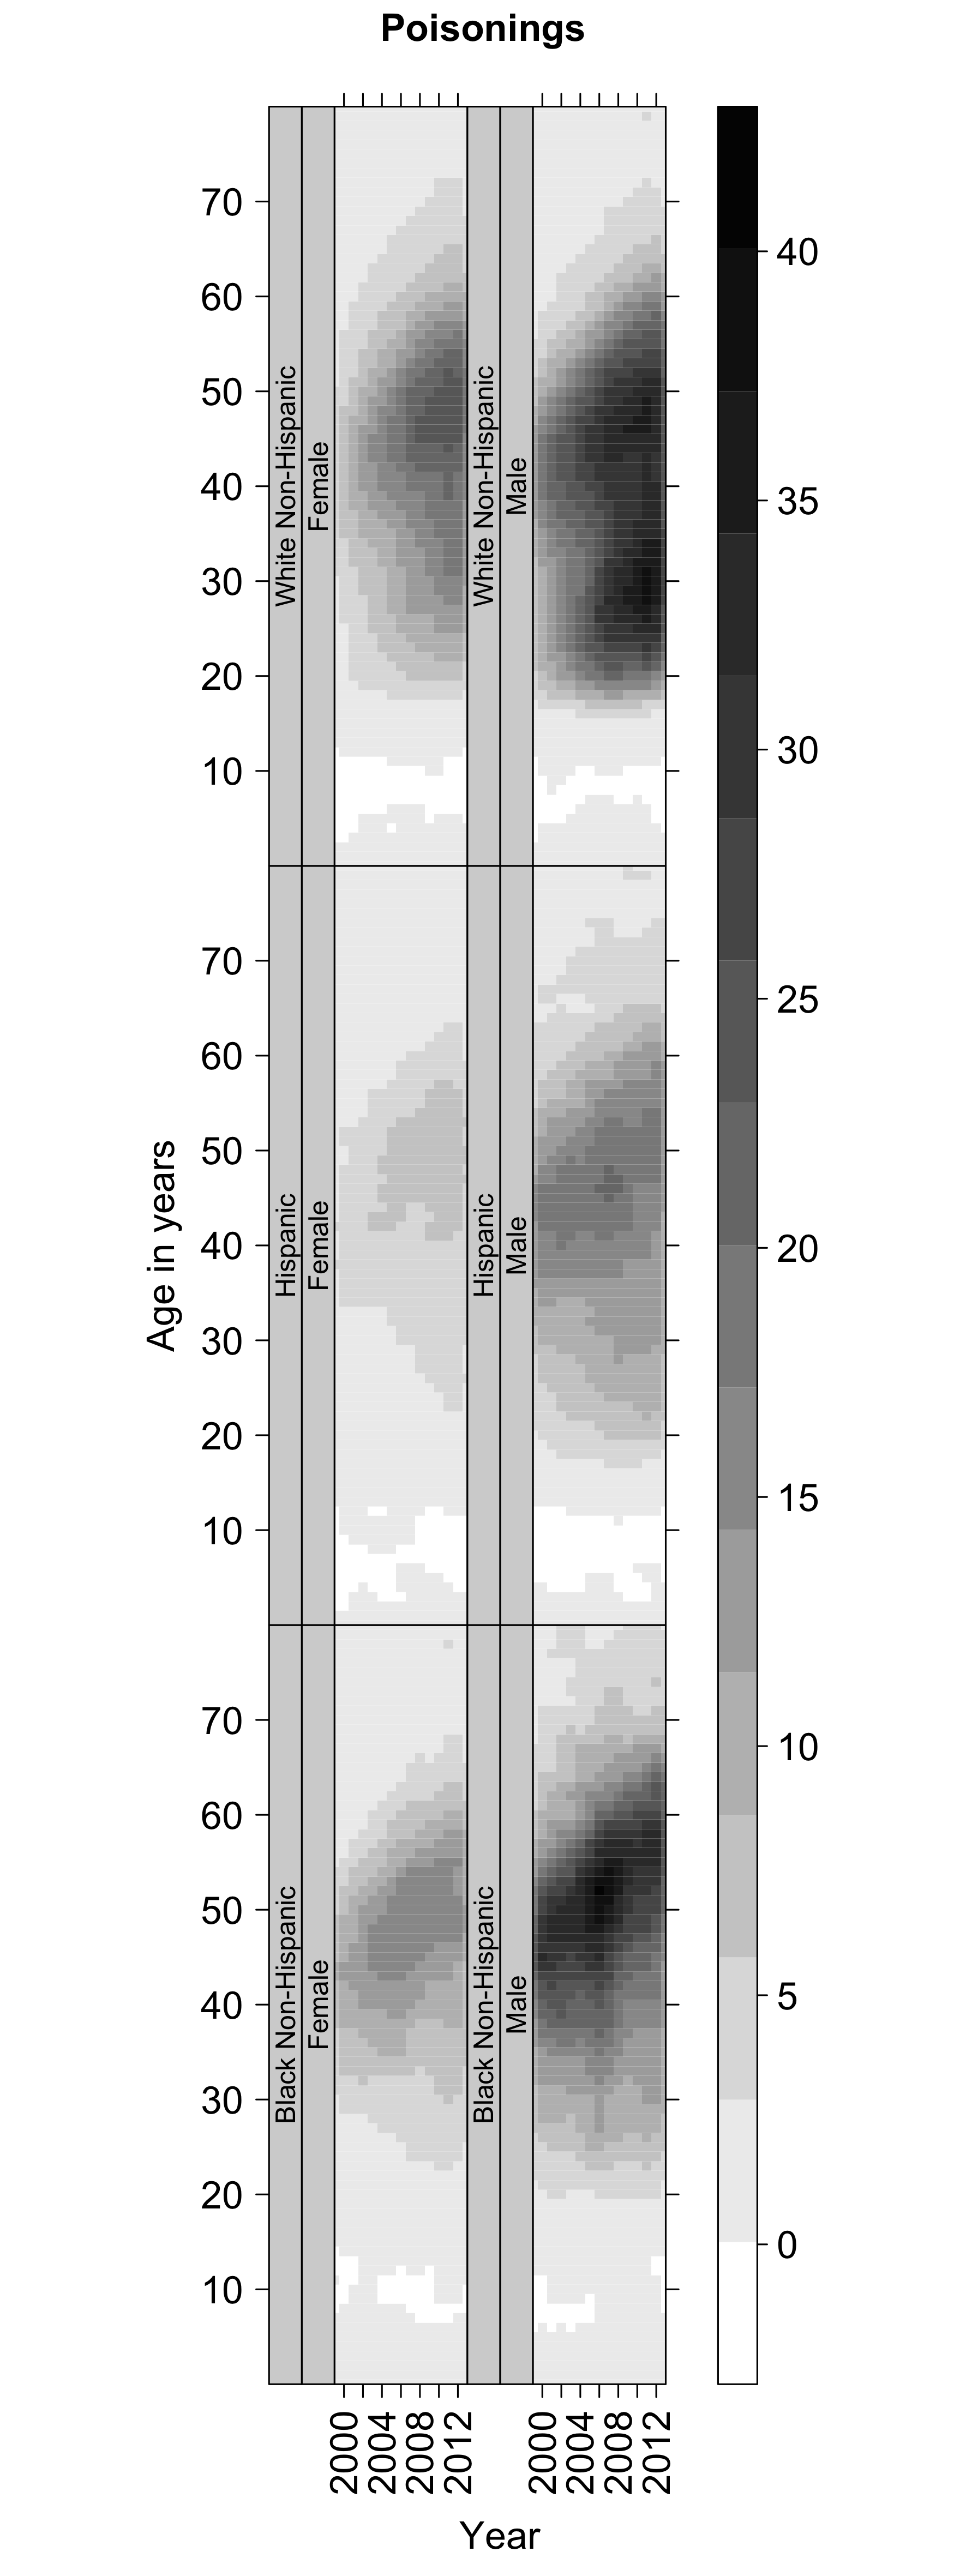 Poisonings
70
60
50
40
30
20
10
White Non-Hispanic
Female
White Non-Hispanic
Male
70
60
50
40
30
20
10
Hispanic
Female
Hispanic
Male
70
60
50
40
30
20
10
Black Non-Hispanic
Female
Black Non-Hispanic
Male
Age in years
40
35
30
25
20
15
10
5
0
2000 2004 2008 2012 2000 2004 2008 2012
Year